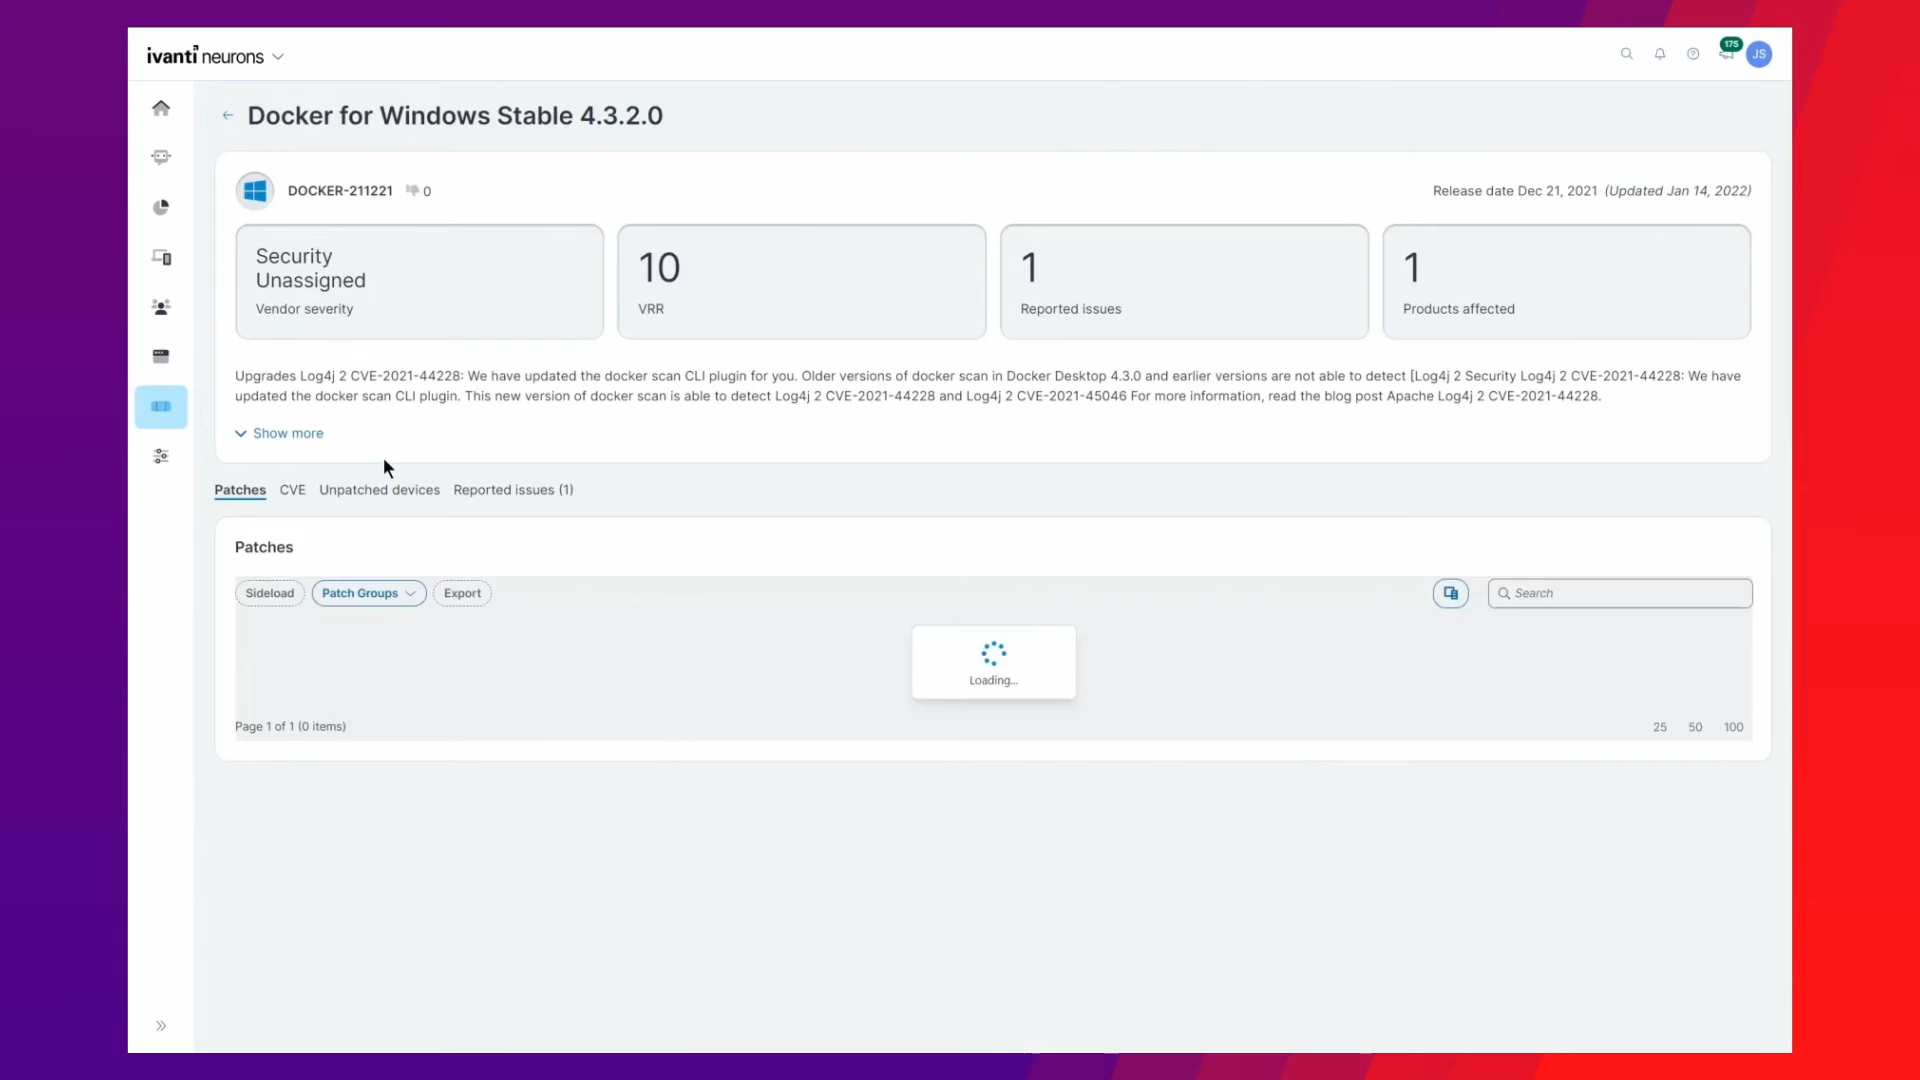 ivanti neurons
175
JS
Docker for Windows Stable 4.3.2.0
DOCKER-211221
0
Release date Dec 21, 2021 (Updated Jan 14, 2022)
Security
Unassigned
Vendor severity
10
VRR
1
Reported issues
1
Products affected
Upgrades Log4j 2 CVE-2021-44228: We have updated the docker scan CLI plugin for you. Older versions of docker scan in Docker Desktop 4.3.0 and earlier versions are not able to detect [Log4j 2 Security Log4j 2 CVE-2021-44228: We have
updated the docker scan CLI plugin. This new version of docker scan is able to detect Log4j 2 CVE-2021-44228 and Log4j 2 CVE-2021-45046 For more information, read the blog post Apache Log4j 2 CVE-2021-44228.
Show more
Patches CVE Unpatched devices Reported issues (1)
Patches
Sideload Patch Groups Export
Search
Loading...
Page 1 of 1 (0 items)
25 50 100